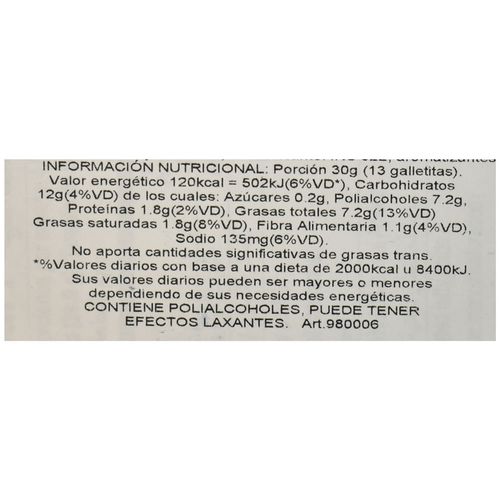 aromatizantes
INFORMACIÓN NUTRICIONAL: Porción 30g (13 galletitas).
Valor energético 120kcal = 502kJ(6%VD*), Carbohidratos
12g(4%VD) de los cuales: Azúcares 0.2g, Polialcoholes 7.2g,
Proteínas 1.8g(2%VD), Grasas totales 7.2g(13%VD)
Grasas saturadas 1.8g(8%VD), Fibra Alimentaria 1.1g(4%VD),
Sodio 135mg(6%VD).
No aporta cantidades significativas de grasas trans.
*%Valores diarios con base a una dieta de 2000kcal u 8400kJ.
Sus valores diarios pueden ser mayores o menores
dependiendo de sus necesidades energéticas.
CONTIENE POLIALCOHOLES, PUEDE TENER
EFECTOS LAXANTES. Art.980006